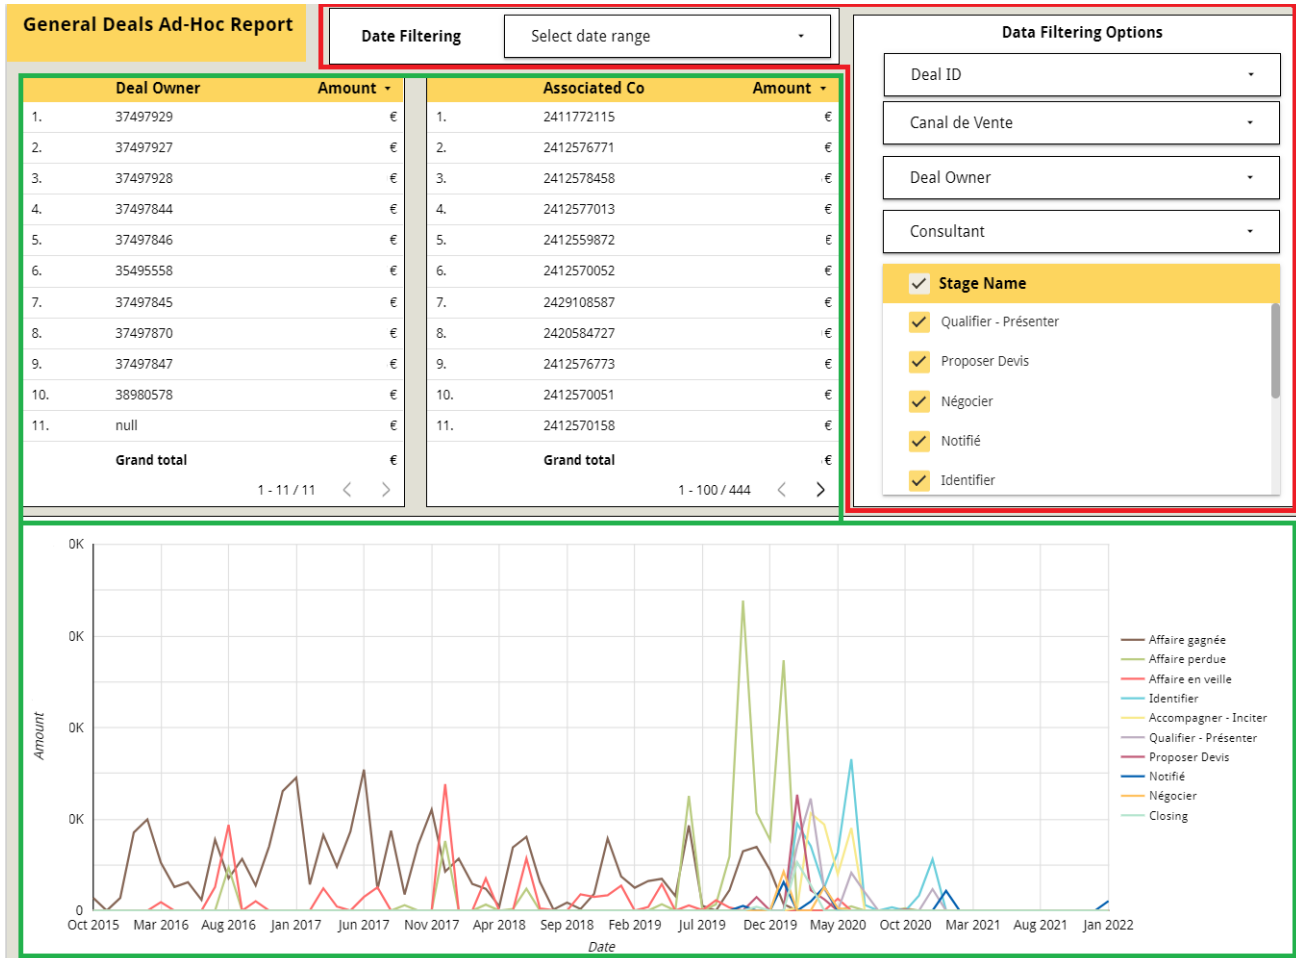 General Deals Ad-Hoc Report
Date Filtering
Select date range
Data Filtering Options
Deal ID
Canal de Vente
Deal Owner
Consultant
Stage Name
Qualifier - Présenter
Proposer Devis
Négocier
Notifié
Identifier
Deal Owner Amount
1. 37497929 €
2. 37497927 €
3. 37497928 €
4. 37497844 €
5. 37497846 €
6. 35495558 €
7. 37497845 €
8. 37497870 €
9. 37497847 €
10. 38980578 €
11. null €
Grand total €
1 - 11 / 11
Associated Co Amount
1. 2411772115 €
2. 2412576771 €
3. 2412578458 €
4. 2412577013 €
5. 2412559872 €
6. 2412570052 €
7. 2429108587 €
8. 2420584727 €
9. 2412576773 €
10. 2412570051 €
11. 2412570158 €
Grand total €
1 - 100 / 444
0K
0K
0K
0K
0
Amount
Oct 2015 Mar 2016 Aug 2016 Jan 2017 Jun 2017 Nov 2017 Apr 2018 Sep 2018 Feb 2019 Jul 2019 Dec 2019 May 2020 Oct 2020 Mar 2021 Aug 2021 Jan 2022
Date
Affaire gagnée
Affaire perdue
Affaire en veille
Identifier
Accompagner - Inciter
Qualifier - Présenter
Proposer Devis
Notifié
Négocier
Closing